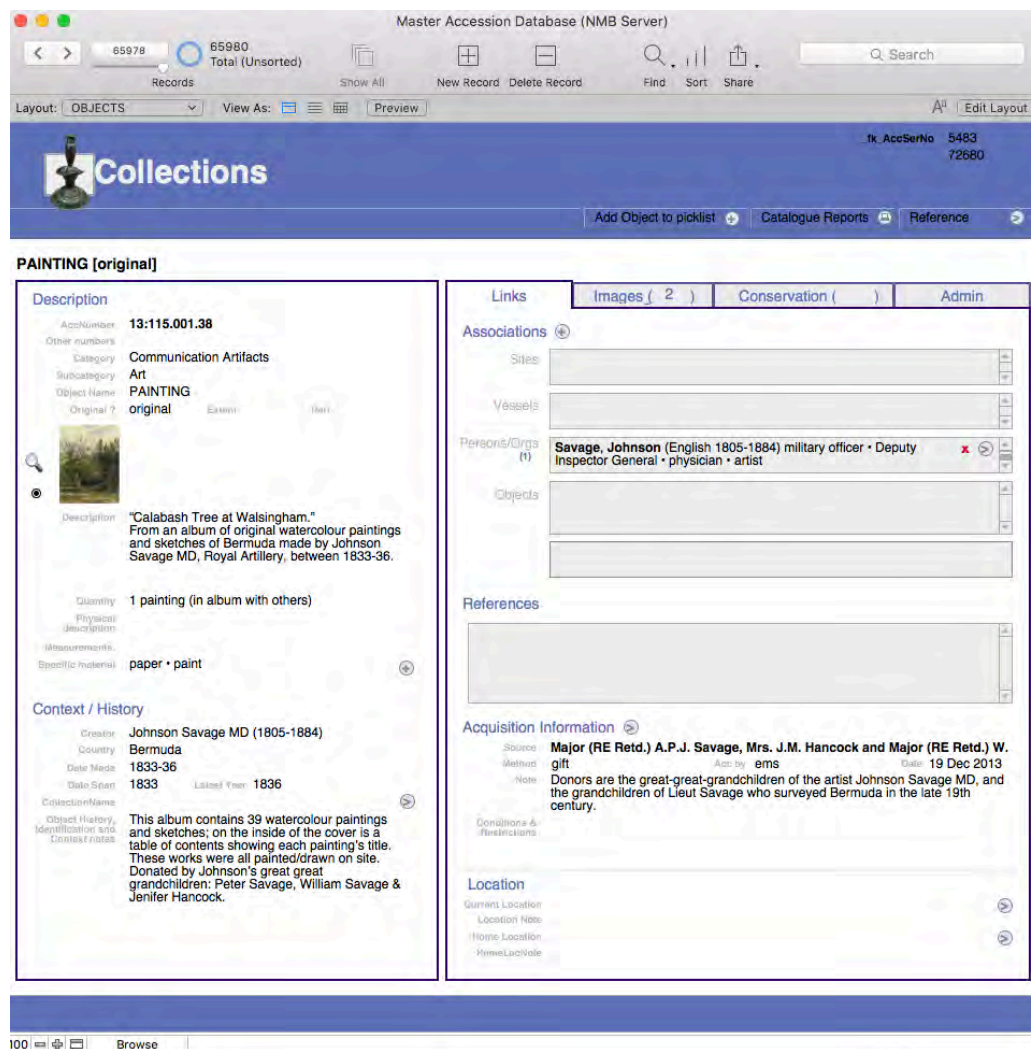 Master Accession Database (NMB Server)
65978
65980
Total (Unsorted)
Records
Show All
New Record
Delete Record
Find
Sort
Share
Search
Layout: OBJECTS
View As:
Preview
Aa
Edit Layout
fk_AccSerNo 5483
72680
Collections
Add Object to picklist
Catalogue Reports
Reference
PAINTING [original]
Description
AccNumber 13:115.001.38
Other numbers
Category Communication Artifacts
Subcategory Art
Object Name PAINTING
Original ? original Extent Item
Description "Calabash Tree at Walsingham."
From an album of original watercolour paintings
and sketches of Bermuda made by Johnson
Savage MD, Royal Artillery, between 1833-36.
Quantity 1 painting (in album with others)
Physical
description
Measurements
Specific material paper • paint
Context / History
Creator Johnson Savage MD (1805-1884)
Country Bermuda
Date Made 1833-36
Date Span 1833 Latest Year 1836
CollectionName
Object History,
Identification and
Context notes
This album contains 39 watercolour paintings
and sketches; on the inside of the cover is a
table of contents showing each painting's title.
These works were all painted/drawn on site.
Donated by Johnson's great great
grandchildren: Peter Savage, William Savage &
Jenifer Hancock.
Links
Images ( 2 )
Conservation ( )
Admin
Associations
Sites
Vessels
Persons/Orgs
(1)
Savage, Johnson (English 1805-1884) military officer • Deputy
Inspector General • physician • artist
x
Objects
References
Acquisition Information
Source Major (RE Retd.) A.P.J. Savage, Mrs. J.M. Hancock and Major (RE Retd.) W.
Method gift Acc by ems Date 19 Dec 2013
Note Donors are the great-great-grandchildren of the artist Johnson Savage MD, and
the grandchildren of Lieut Savage who surveyed Bermuda in the late 19th
century.
Conditions &
Restrictions
Location
Current Location
Location Note
Home Location
HomeLocNote
100
Browse